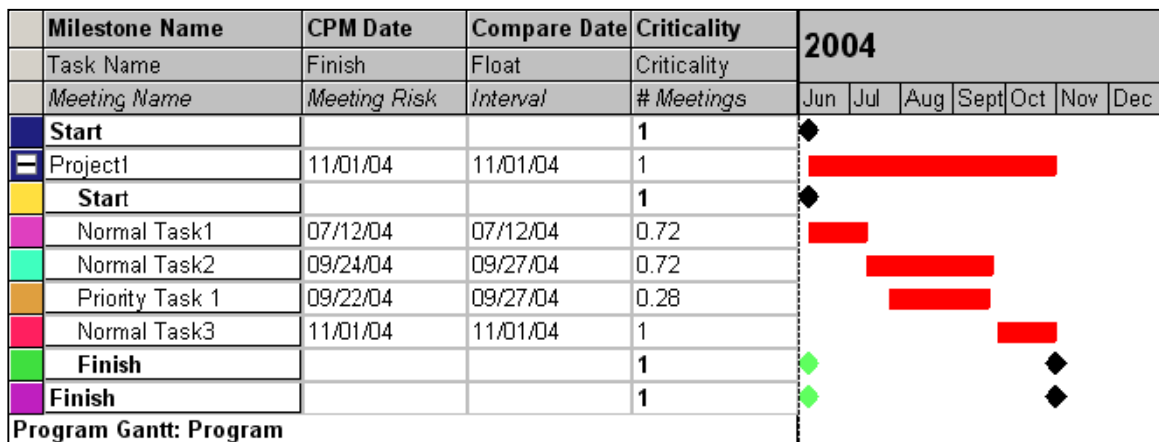 Milestone Name CPM Date Compare Date Criticality 2004
Task Name Finish Float Criticality
Meeting Name Meeting Risk Interval # Meetings Jun Jul Aug Sept Oct Nov Dec
Start 1
Project1 11/01/04 11/01/04 1
Start 1
Normal Task1 07/12/04 07/12/04 0.72
Normal Task2 09/24/04 09/27/04 0.72
Priority Task 1 09/22/04 09/27/04 0.28
Normal Task3 11/01/04 11/01/04 1
Finish 1
Finish 1
Program Gantt: Program